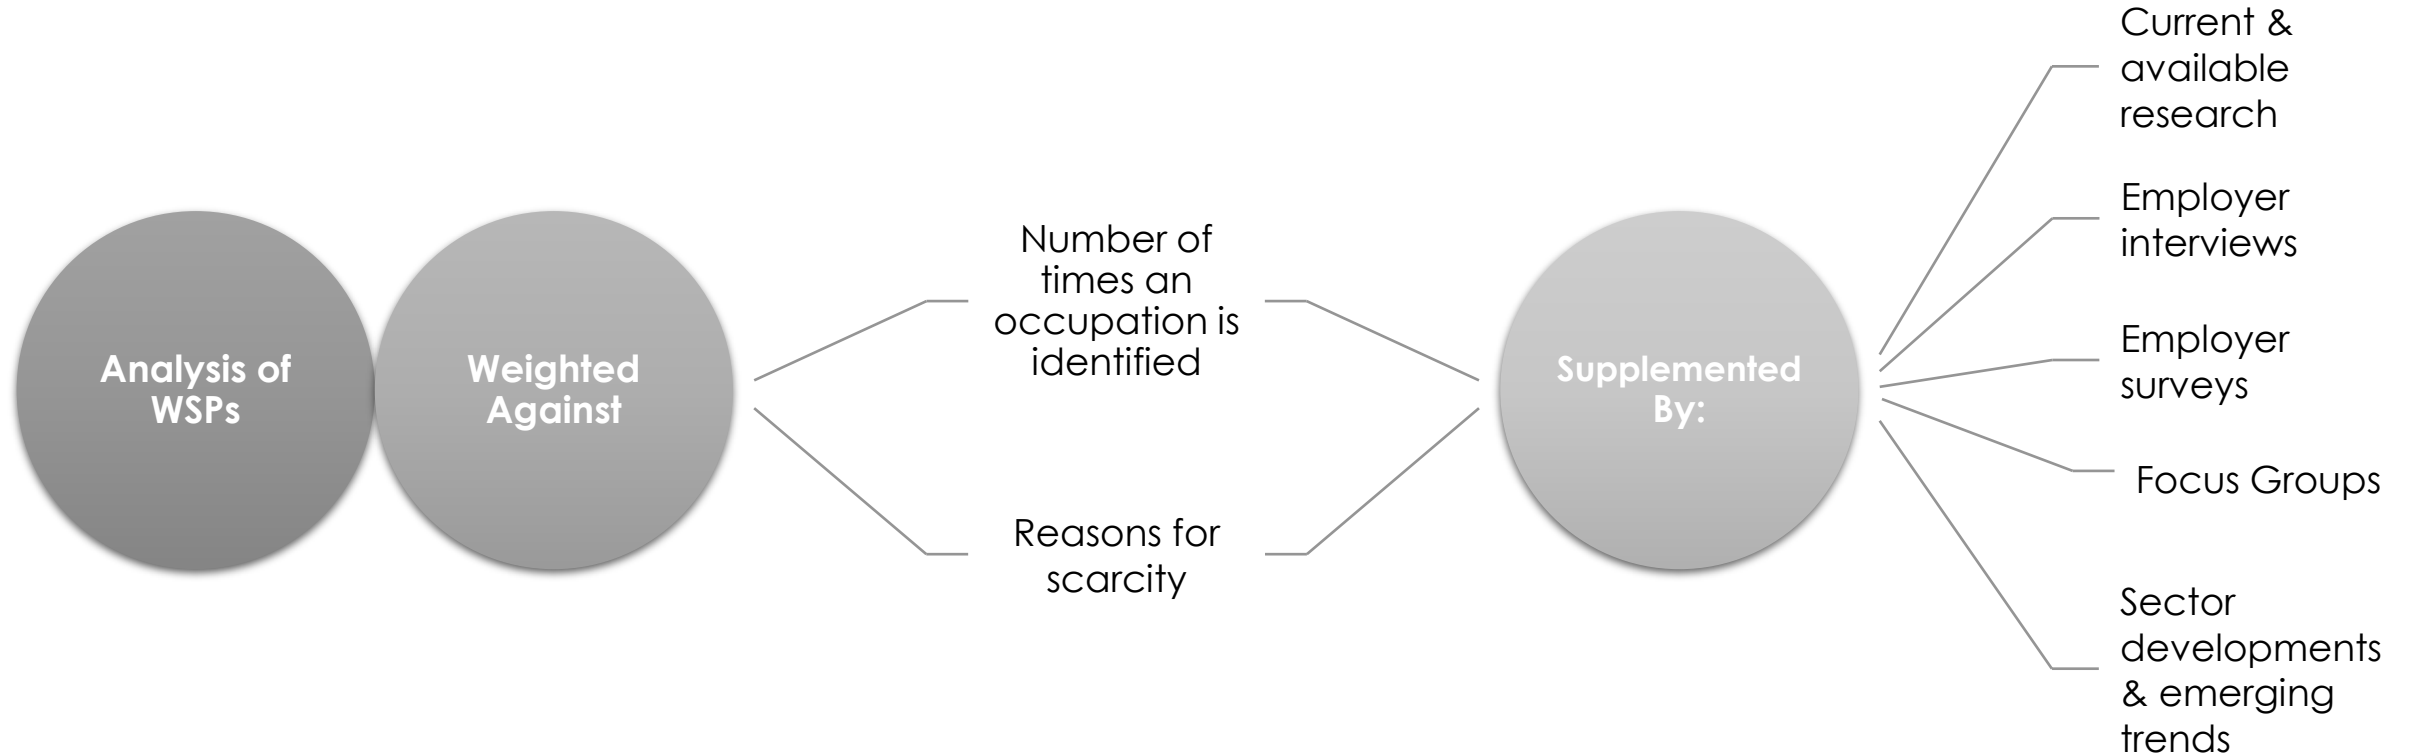 Analysis of
WSPs
Weighted
Against
Number of
times an
occupation is
identified
Reasons for
scarcity
Supplemented
By:
Current &
available
research
Employer
interviews
Employer
surveys
Focus Groups
Sector
developments
& emerging
trends